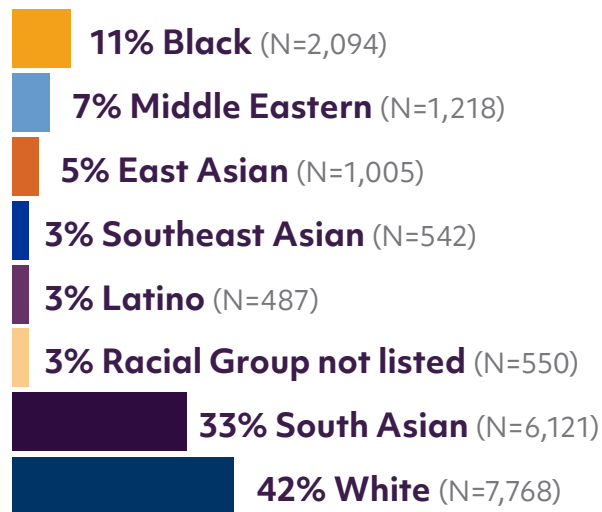 11% Black (N=2,094)
7% Middle Eastern (N=1,218)
5% East Asian (N=1,005)
3% Southeast Asian (N=542)
3% Latino (N=487)
3% Racial Group not listed (N=550)
33% South Asian (N=6,121)
42% White (N=7,768)